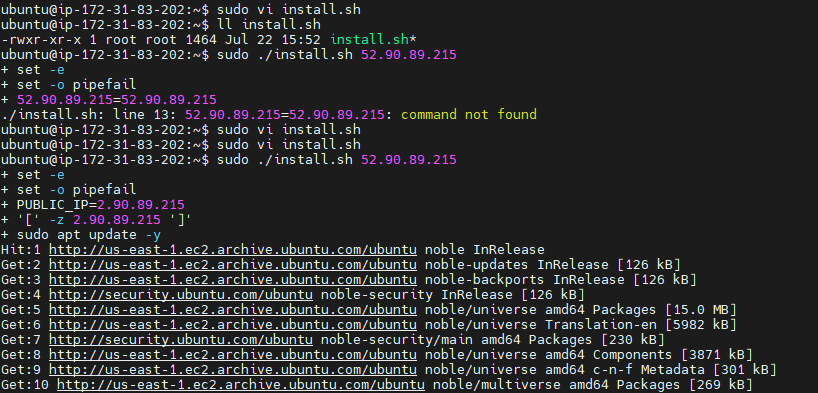 ubuntu@ip-172-31-83-202:~$ sudo vi install.sh
ubuntu@ip-172-31-83-202:~$ ll install.sh
-rwxr-xr-x 1 root root 1464 Jul 22 15:52 install.sh*
ubuntu@ip-172-31-83-202:~$ sudo ./install.sh 52.90.89.215
+ set -e
+ set -o pipefail
+ 52.90.89.215=52.90.89.215
./install.sh: line 13: 52.90.89.215=52.90.89.215: command not found
ubuntu@ip-172-31-83-202:~$ sudo vi install.sh
ubuntu@ip-172-31-83-202:~$ sudo vi install.sh
ubuntu@ip-172-31-83-202:~$ sudo ./install.sh 52.90.89.215
+ set -e
+ set -o pipefail
+ PUBLIC_IP=2.90.89.215
+ '[' -z 2.90.89.215 ']'
+ sudo apt update -y
Hit:1 http://us-east-1.ec2.archive.ubuntu.com/ubuntu noble InRelease
Get:2 http://us-east-1.ec2.archive.ubuntu.com/ubuntu noble-updates InRelease [126 kB]
Get:3 http://us-east-1.ec2.archive.ubuntu.com/ubuntu noble-backports InRelease [126 kB]
Get:4 http://security.ubuntu.com/ubuntu noble-security InRelease [126 kB]
Get:5 http://us-east-1.ec2.archive.ubuntu.com/ubuntu noble/universe amd64 Packages [15.0 MB]
Get:6 http://us-east-1.ec2.archive.ubuntu.com/ubuntu noble/universe Translation-en [5982 kB]
Get:7 http://security.ubuntu.com/ubuntu noble-security/main amd64 Packages [230 kB]
Get:8 http://us-east-1.ec2.archive.ubuntu.com/ubuntu noble/universe amd64 Components [3871 kB]
Get:9 http://us-east-1.ec2.archive.ubuntu.com/ubuntu noble/universe amd64 c-n-f Metadata [301 kB]
Get:10 http://us-east-1.ec2.archive.ubuntu.com/ubuntu noble/multiverse amd64 Packages [269 kB]